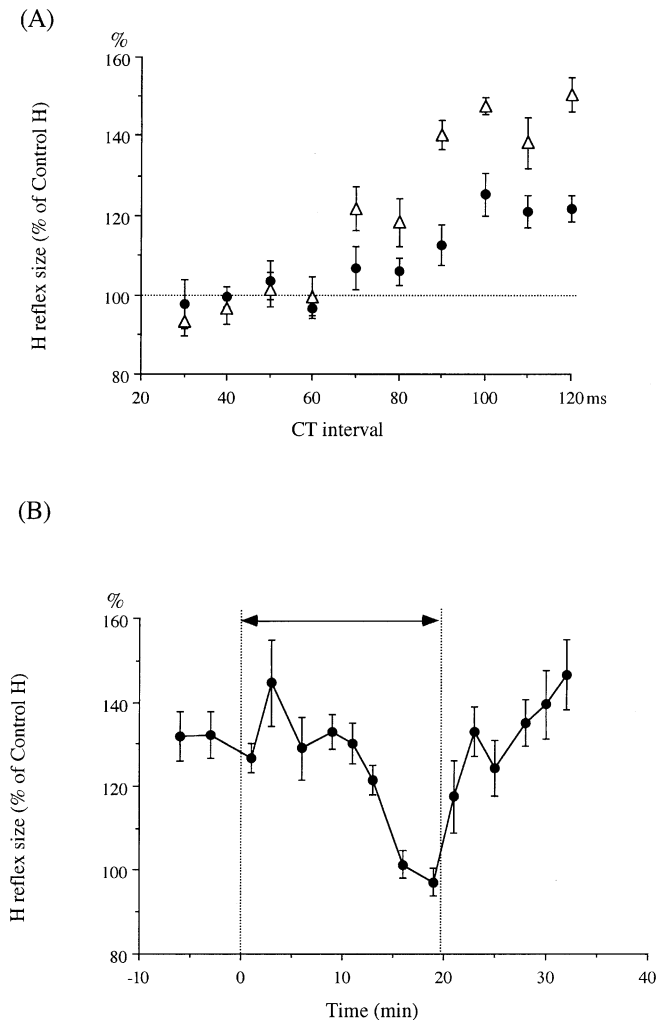 (A)
%
160
140
120
100
80
H reflex size (% of Control H)
20 40 60 80 100 120 ms
CT interval
(B)
%
160
140
120
100
80
H reflex size (% of Control H)
-10 0 10 20 30 40
Time (min)